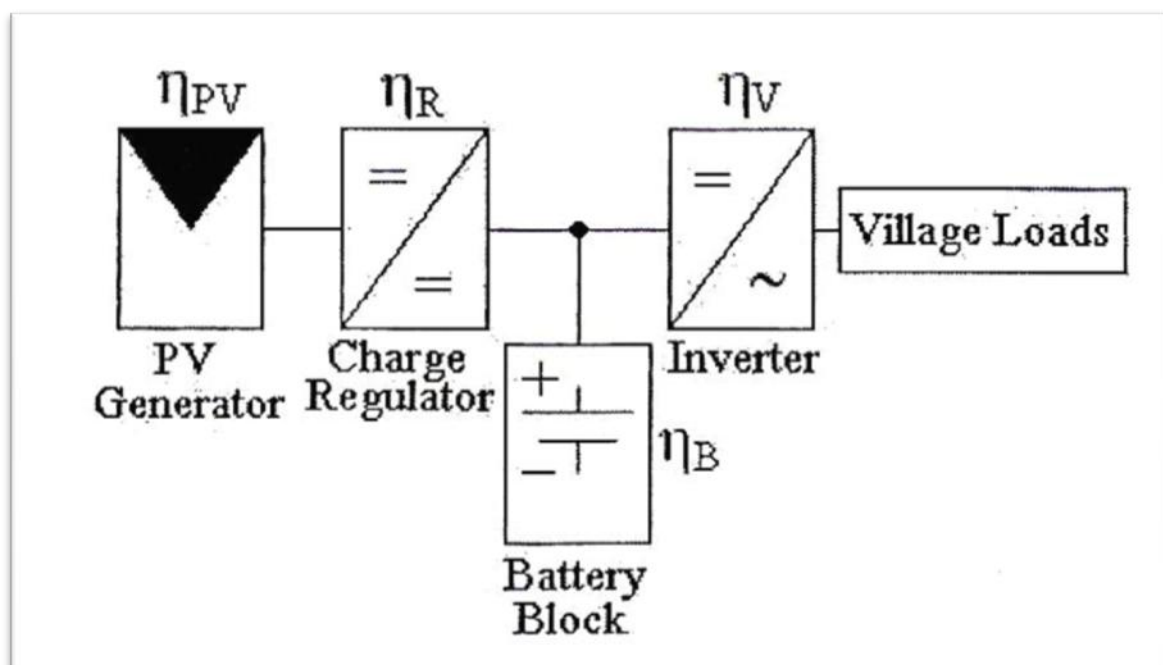 ηPV
ηR
ηV
=
=
=
~
Village Loads
PV
Generator
Charge
Regulator
Inverter
+
−
ηB
Battery
Block